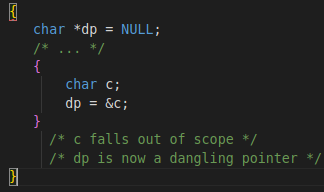 {
char *dp = NULL;
/* ... */
{
char c;
dp = &c;
}
/* c falls out of scope */
/* dp is now a dangling pointer */
}